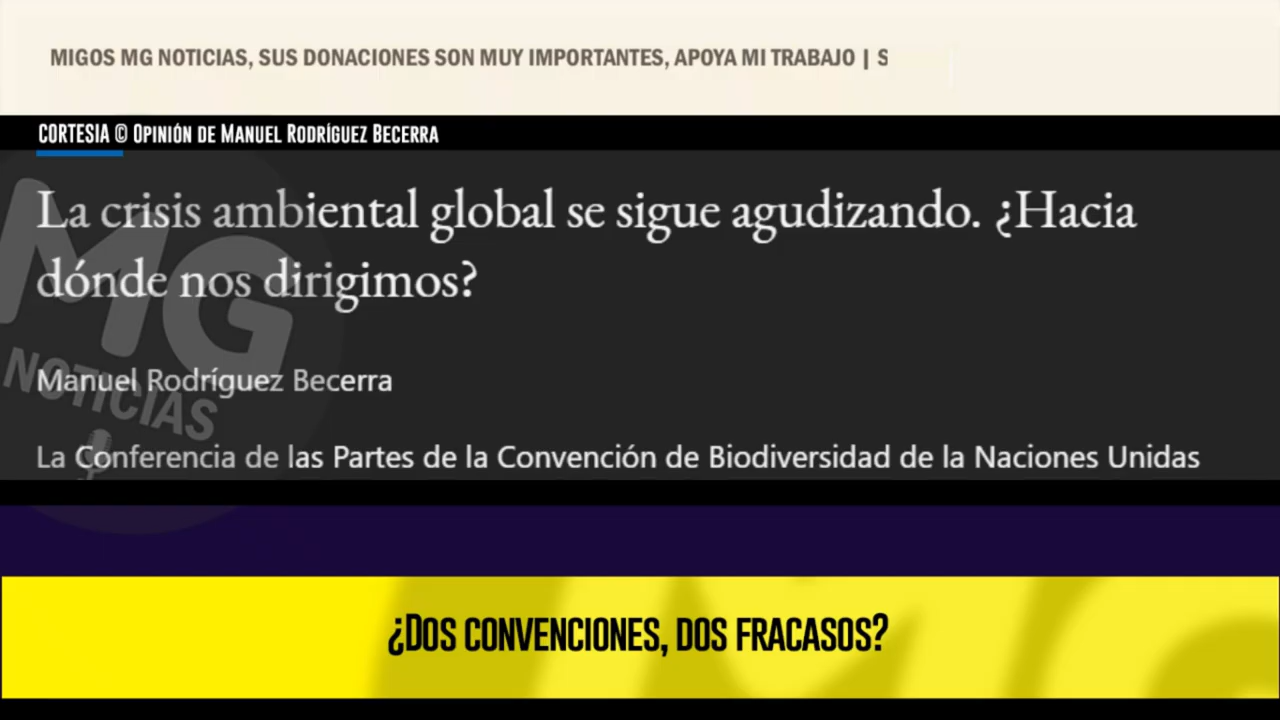 MIGOS MG NOTICIAS, SUS DONACIONES SON MUY IMPORTANTES, APOYA MI TRABAJO | S
CORTESIA © OPINIÓN DE MANUEL RODRÍGUEZ BECERRA
La crisis ambiental global se sigue agudizando. ¿Hacia
dónde nos dirigimos?
MG
NOTICIAS
Manuel Rodríguez Becerra
La Conferencia de las Partes de la Convención de Biodiversidad de la Naciones Unidas
¿DOS CONVENCIONES, DOS FRACASOS?